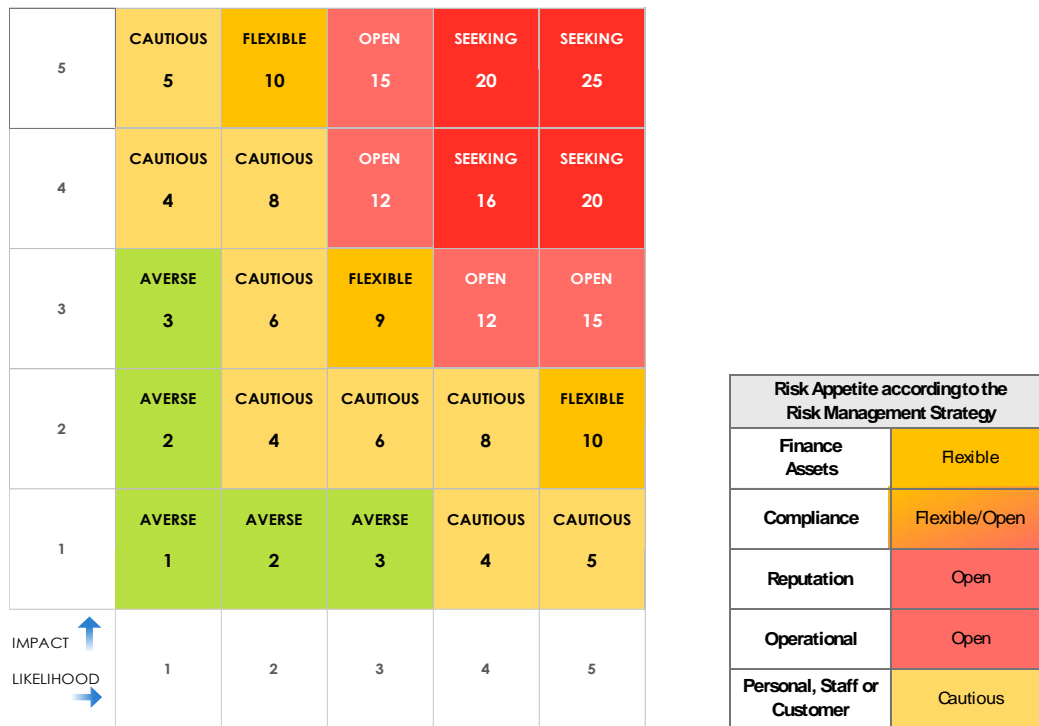 CAUTIOUS FLEXIBLE OPEN SEEKING SEEKING
5 5 10 15 20 25
CAUTIOUS CAUTIOUS OPEN SEEKING SEEKING
4 4 8 12 16 20
AVERSE CAUTIOUS FLEXIBLE OPEN OPEN
3 3 6 9 12 15
AVERSE CAUTIOUS CAUTIOUS CAUTIOUS FLEXIBLE
2 2 4 6 8 10
AVERSE AVERSE AVERSE CAUTIOUS CAUTIOUS
1 1 2 3 4 5
IMPACT
LIKELIHOOD 1 2 3 4 5
Risk Appetite according to the
Risk Management Strategy
Finance
Assets Flexible
Compliance Flexible/Open
Reputation Open
Operational Open
Personal, Staff or
Customer Cautious